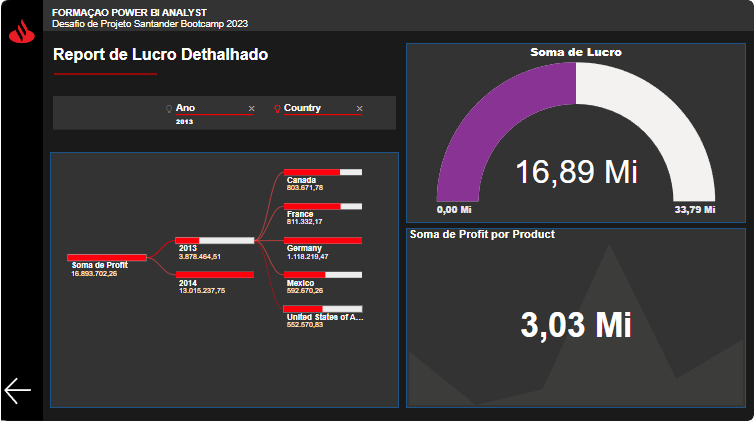 FORMAÇAO POWER BI ANALYST
Desafio de Projeto Santander Bootcamp 2023
Report de Lucro Dethalhado
Ano
2013
Country
Soma de Profit
16.893.702,26
2013
3.878.464,51
2014
13.015.237,75
Canada
803.671,78
France
811.332,17
Germany
1.118.219,47
Mexico
592.670,26
United States of A...
552.570,83
Soma de Lucro
16,89 Mi
0,00 Mi
33,79 Mi
Soma de Profit por Product
3,03 Mi